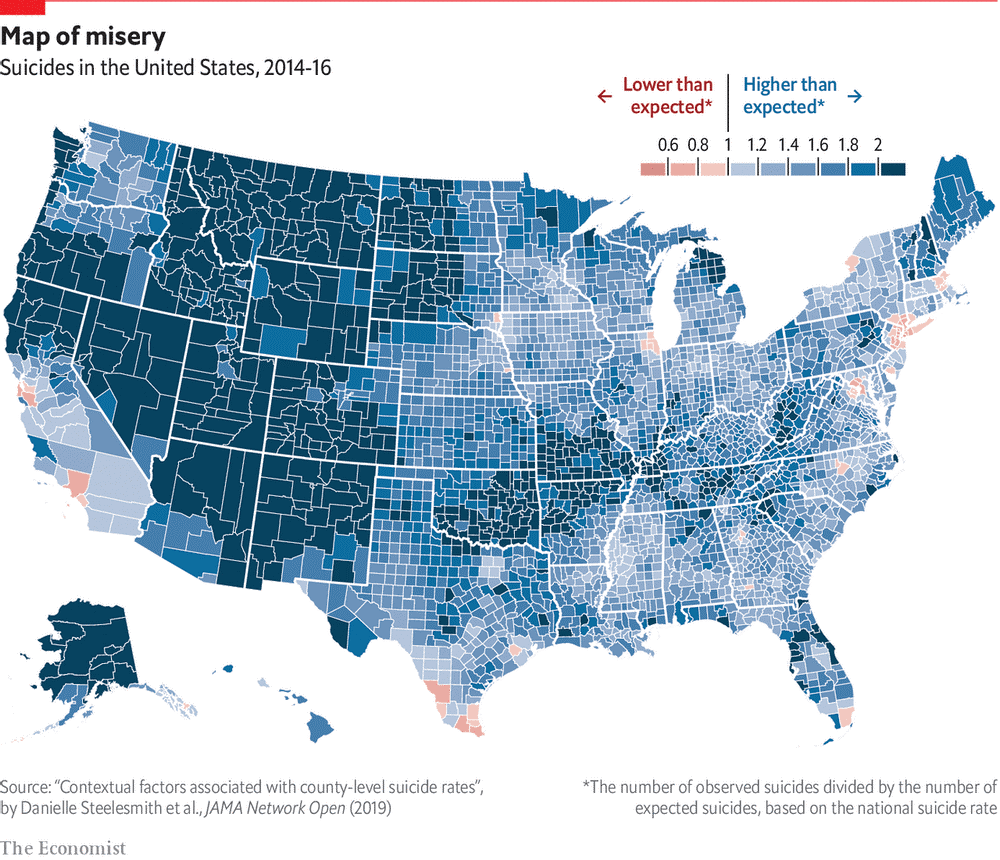 Map of misery
Suicides in the United States, 2014-16
← Lower than expected*
Higher than expected* →
0.6 0.8 1 1.2 1.4 1.6 1.8 2
Source: “Contextual factors associated with county-level suicide rates”,
by Danielle Steelesmith et al., JAMA Network Open (2019)
*The number of observed suicides divided by the number of
expected suicides, based on the national suicide rate
The Economist